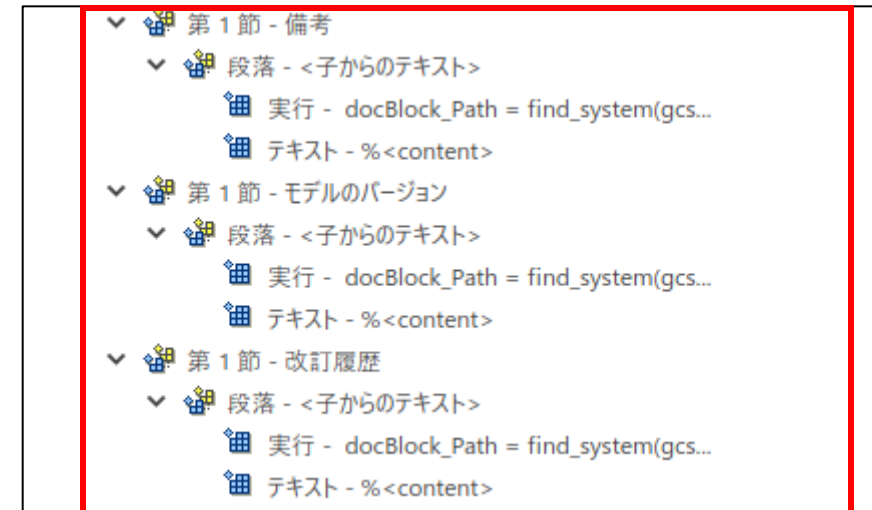 第 1 節 - 備考
段落 - <子からのテキスト>
実行 - docBlock_Path = find_system(gcs...
テキスト - %<content>
第 1 節 - モデルのバージョン
段落 - <子からのテキスト>
実行 - docBlock_Path = find_system(gcs...
テキスト - %<content>
第 1 節 - 改訂履歴
段落 - <子からのテキスト>
実行 - docBlock_Path = find_system(gcs...
テキスト - %<content>